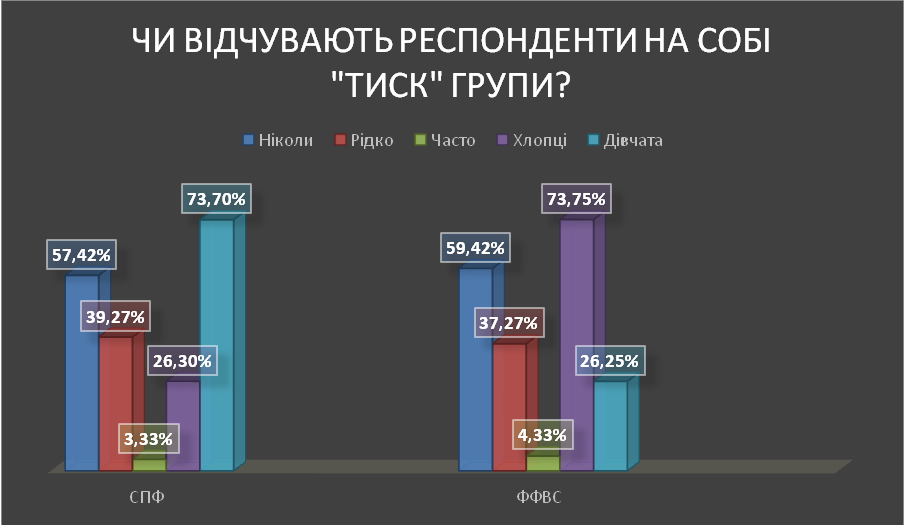 ЧИ ВІДЧУВАЮТЬ РЕСПОНДЕНТИ НА СОБІ
"ТИСК" ГРУПИ?
Ніколи Рідко Часто Хлопці Дівчата
57,42% 39,27% 3,33% 26,30% 73,70%
59,42% 37,27% 4,33% 73,75% 26,25%
СПФ ФФВС